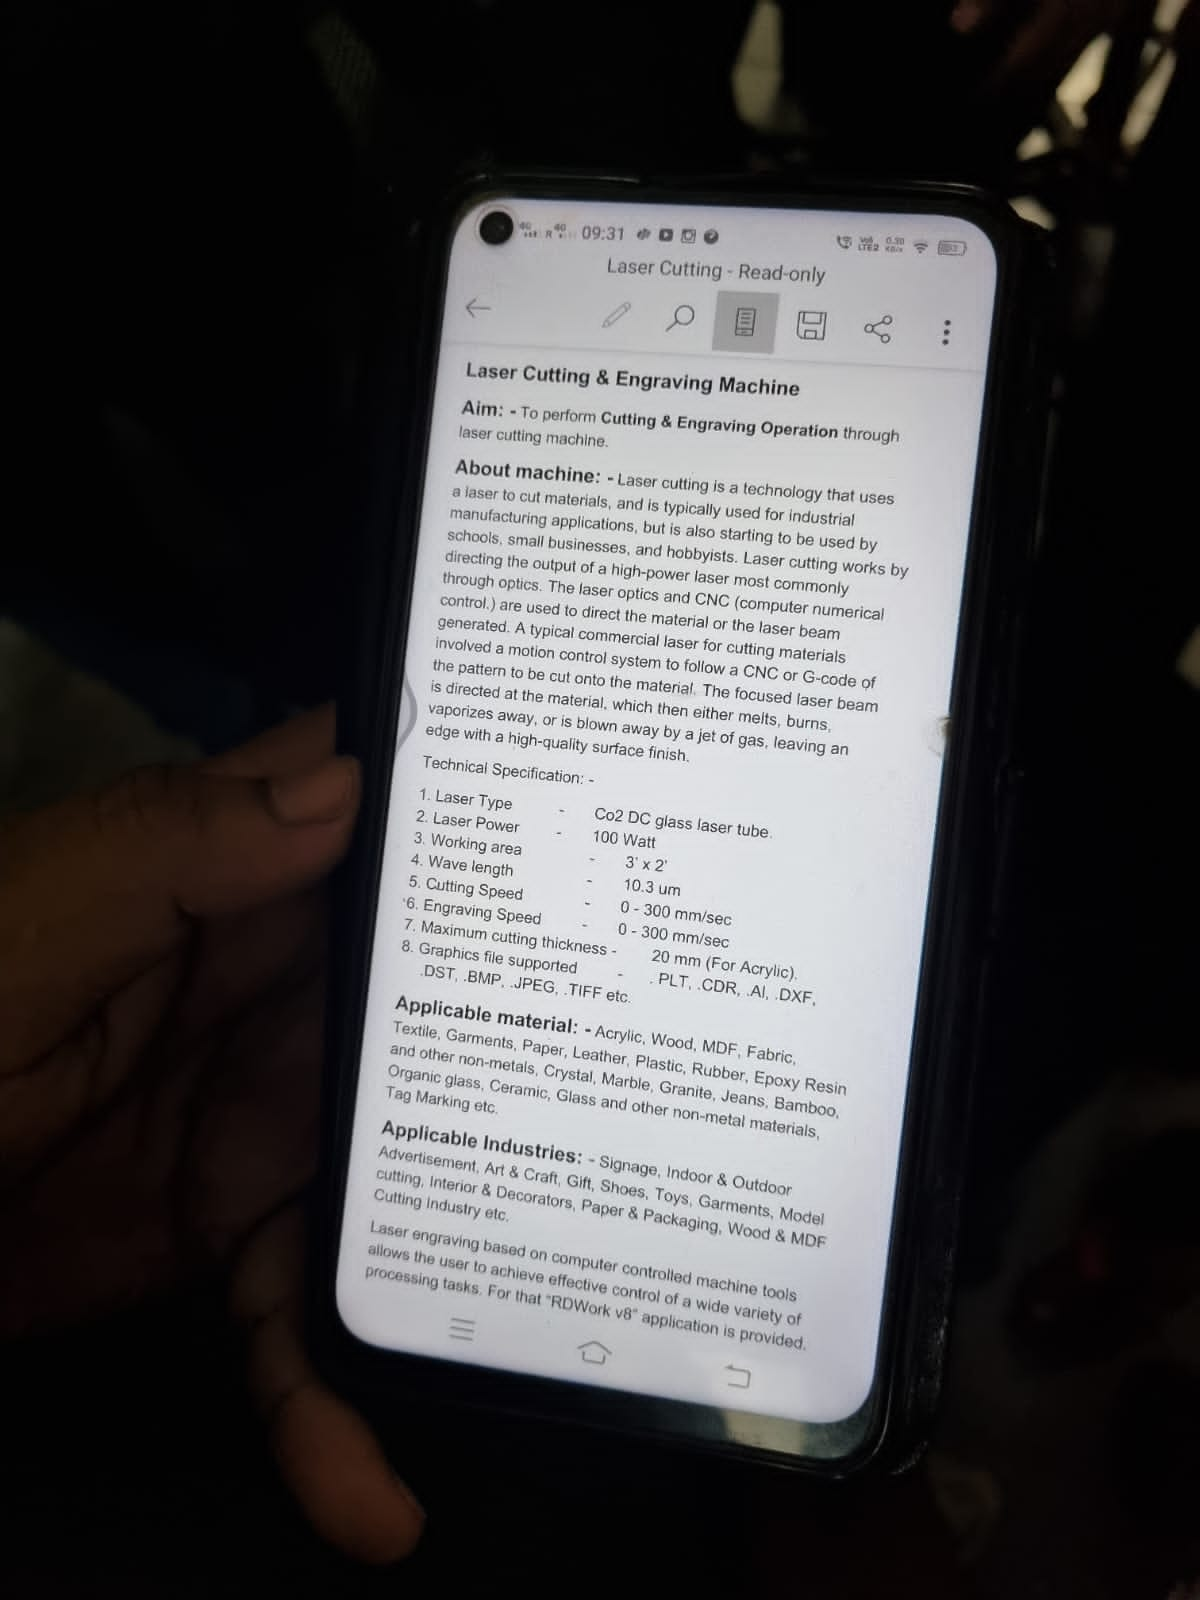 09:31
Laser Cutting - Read-only
Laser Cutting & Engraving Machine
Aim: - To perform Cutting & Engraving Operation through
laser cutting machine.
About machine: - Laser cutting is a technology that uses
a laser to cut materials, and is typically used for industrial
manufacturing applications, but is also starting to be used by
schools, small businesses, and hobbyists. Laser cutting works by
directing the output of a high-power laser most commonly
through optics. The laser optics and CNC (computer numerical
control.) are used to direct the material or the laser beam
generated. A typical commercial laser for cutting materials
involved a motion control system to follow a CNC or G-code of
the pattern to be cut onto the material. The focused laser beam
is directed at the material, which then either melts, burns,
vaporizes away, or is blown away by a jet of gas, leaving an
edge with a high-quality surface finish.
Technical Specification: -
1. Laser Type - Co2 DC glass laser tube.
2. Laser Power - 100 Watt
3. Working area - 3' x 2'
4. Wave length - 10.3 um
5. Cutting Speed - 0 - 300 mm/sec
6. Engraving Speed - 0 - 300 mm/sec
7. Maximum cutting thickness - 20 mm (For Acrylic).
8. Graphics file supported - . PLT, .CDR, .AI, .DXF,
.DST, .BMP, .JPEG, .TIFF etc.
Applicable material: - Acrylic, Wood, MDF, Fabric,
Textile, Garments, Paper, Leather, Plastic, Rubber, Epoxy Resin
and other non-metals, Crystal, Marble, Granite, Jeans, Bamboo,
Organic glass, Ceramic, Glass and other non-metal materials,
Tag Marking etc.
Applicable Industries: - Signage, Indoor & Outdoor
Advertisement, Art & Craft, Gift, Shoes, Toys, Garments, Model
cutting, Interior & Decorators, Paper & Packaging, Wood & MDF
Cutting Industry etc.
Laser engraving based on computer controlled machine tools
allows the user to achieve effective control of a wide variety of
processing tasks. For that "RDWork v8" application is provided.